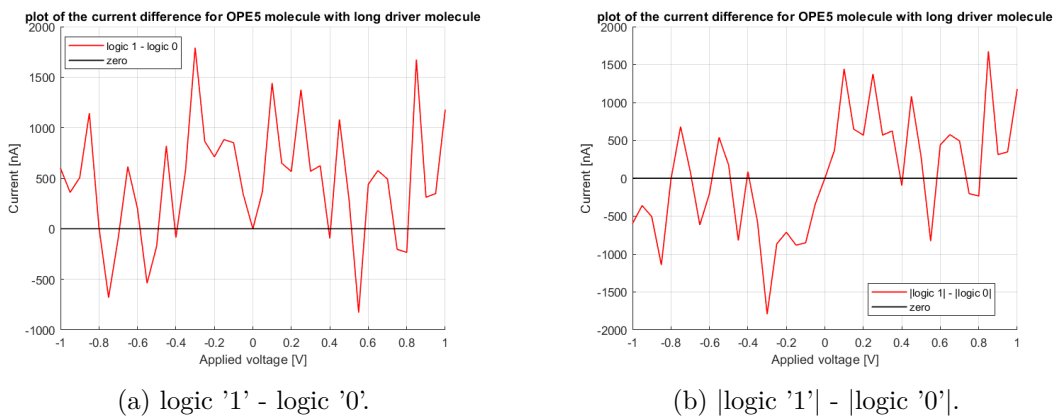 plot of the current difference for OPE5 molecule with long driver molecule
2000
1500
1000
500
0
-500
-1000
Current [nA]
logic 1 - logic 0
zero
-1 -0.8 -0.6 -0.4 -0.2 0 0.2 0.4 0.6 0.8 1
Applied voltage [V]
(a) logic '1' - logic '0'.
plot of the current difference for OPE5 molecule with long driver molecule
2000
1500
1000
500
0
-500
-1000
-1500
-2000
Current [nA]
|logic 1| - |logic 0|
zero
-1 -0.8 -0.6 -0.4 -0.2 0 0.2 0.4 0.6 0.8 1
Applied voltage [V]
(b) |logic '1'| - |logic '0'|.